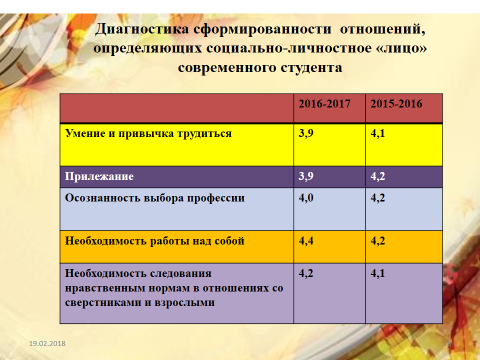 Диагностика сформированности отношений,
определяющих социально-личностное «лицо»
современного студента
2016-2017 2015-2016
Умение и привычка трудиться 3,9 4,1
Прилежание 3,9 4,2
Осознанность выбора профессии 4,0 4,2
Необходимость работы над собой 4,4 4,2
Необходимость следования 4,2 4,1
нравственным нормам в отношениях со
сверстниками и взрослыми
19.02.2018 7